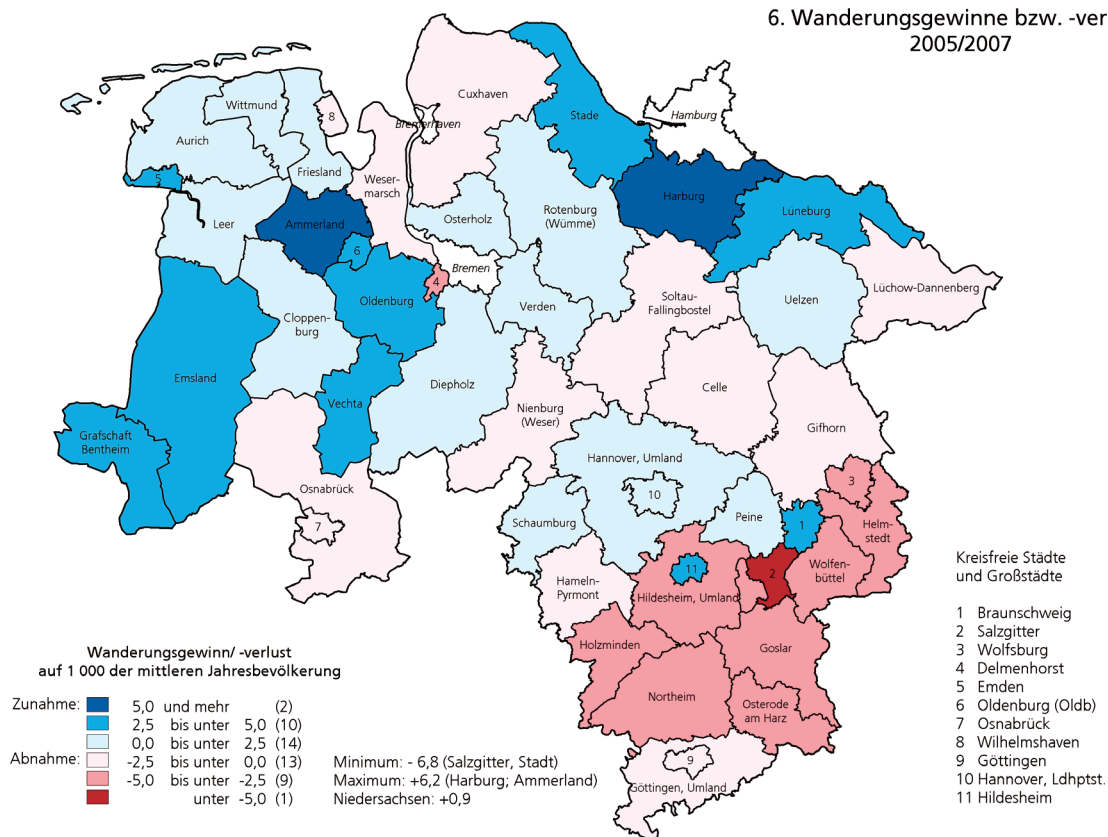 6. Wanderungsgewinne bzw. -ver
2005/2007
Cuxhaven
Wittmund
8
Bremerhaven
Stade
Hamburg
Aurich
Friesland
Weser-
marsch
5
Harburg
Leer
Ammerland
Osterholz
Rotenburg
(Wümme)
Lüneburg
6
Bremen
4
Oldenburg
Soltau-
Fallingbostel
Uelzen
Lüchow-Dannenberg
Cloppen-
burg
Verden
Emsland
Diepholz
Celle
Vechta
Nienburg
(Weser)
Grafschaft
Bentheim
Gifhorn
Hannover, Umland
Osnabrück
10
3
7
Schaumburg
Peine
1
Helm-
stedt
11
2
Wolfen-
büttel
Hameln-
Pyrmont
Hildesheim, Umland
Holzminden
Goslar
Northeim
Osterode
am Harz
9
Göttingen, Umland
Kreisfreie Städte
und Großstädte
1 Braunschweig
2 Salzgitter
3 Wolfsburg
4 Delmenhorst
5 Emden
6 Oldenburg (Oldb)
7 Osnabrück
8 Wilhelmshaven
9 Göttingen
10 Hannover, Ldhptst.
11 Hildesheim
Wanderungsgewinn/ -verlust
auf 1 000 der mittleren Jahresbevölkerung
Zunahme: 5,0 und mehr (2)
2,5 bis unter 5,0 (10)
0,0 bis unter 2,5 (14)
Abnahme: -2,5 bis unter 0,0 (13)
-5,0 bis unter -2,5 (9)
unter -5,0 (1)
Minimum: - 6,8 (Salzgitter, Stadt)
Maximum: +6,2 (Harburg; Ammerland)
Niedersachsen: +0,9